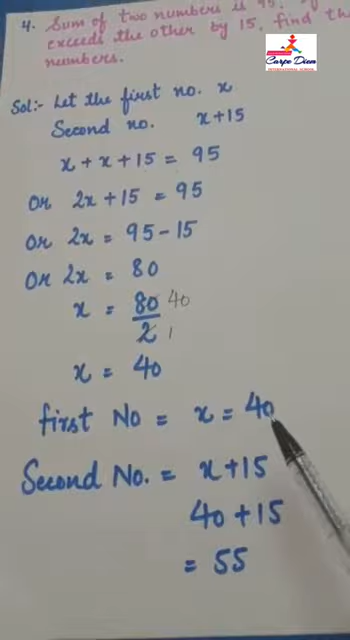 4. Sum of two numbers is 95.
exceeds the other by 15, find the
numbers.
Carpe Diem
INTERNATIONAL SCHOOL
Sol:- Let the first no. x
Second no. x+15
x + x + 15 = 95
Or 2x + 15 = 95
Or 2x = 95 - 15
Or 2x = 80
x = 80/2 40 1
x = 40
first No = x = 40
Second No. = x + 15
40 + 15
= 55